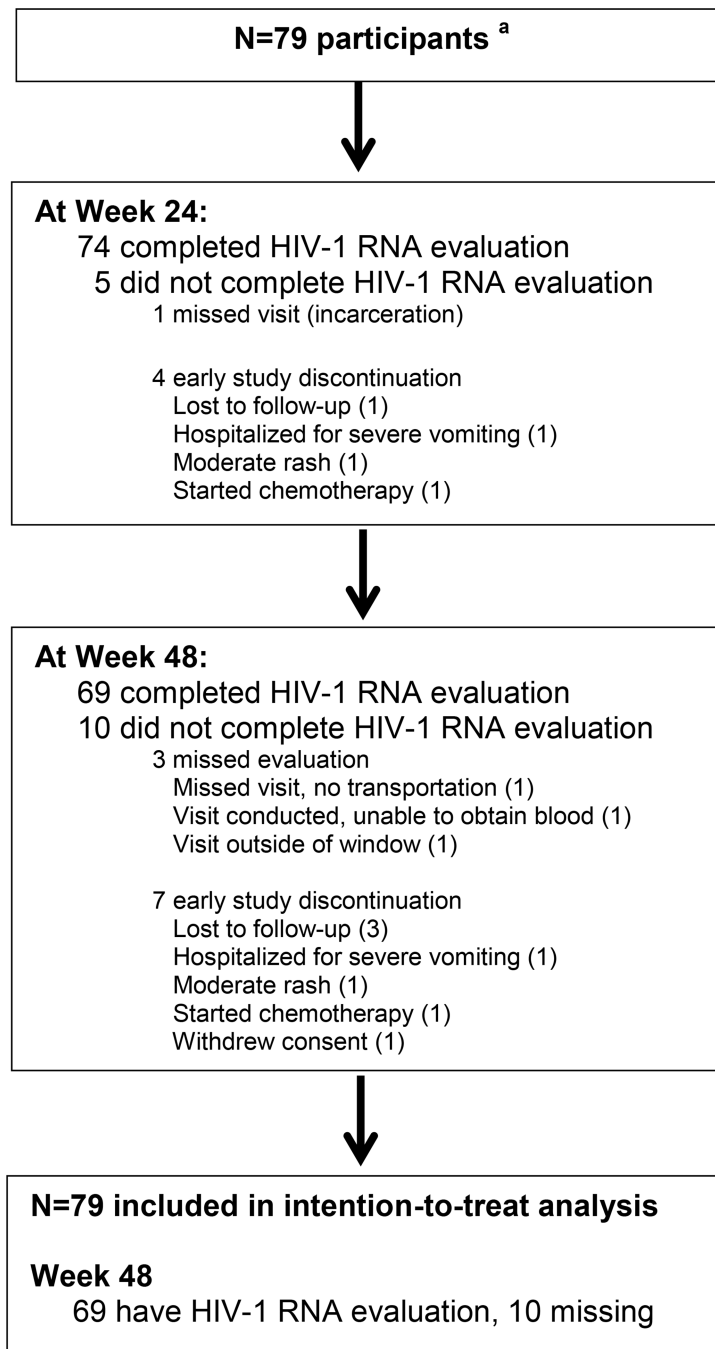 N=79 participants a
At Week 24:
74 completed HIV-1 RNA evaluation
5 did not complete HIV-1 RNA evaluation
1 missed visit (incarceration)
4 early study discontinuation
Lost to follow-up (1)
Hospitalized for severe vomiting (1)
Moderate rash (1)
Started chemotherapy (1)
At Week 48:
69 completed HIV-1 RNA evaluation
10 did not complete HIV-1 RNA evaluation
3 missed evaluation
Missed visit, no transportation (1)
Visit conducted, unable to obtain blood (1)
Visit outside of window (1)
7 early study discontinuation
Lost to follow-up (3)
Hospitalized for severe vomiting (1)
Moderate rash (1)
Started chemotherapy (1)
Withdrew consent (1)
N=79 included in intention-to-treat analysis
Week 48
69 have HIV-1 RNA evaluation, 10 missing